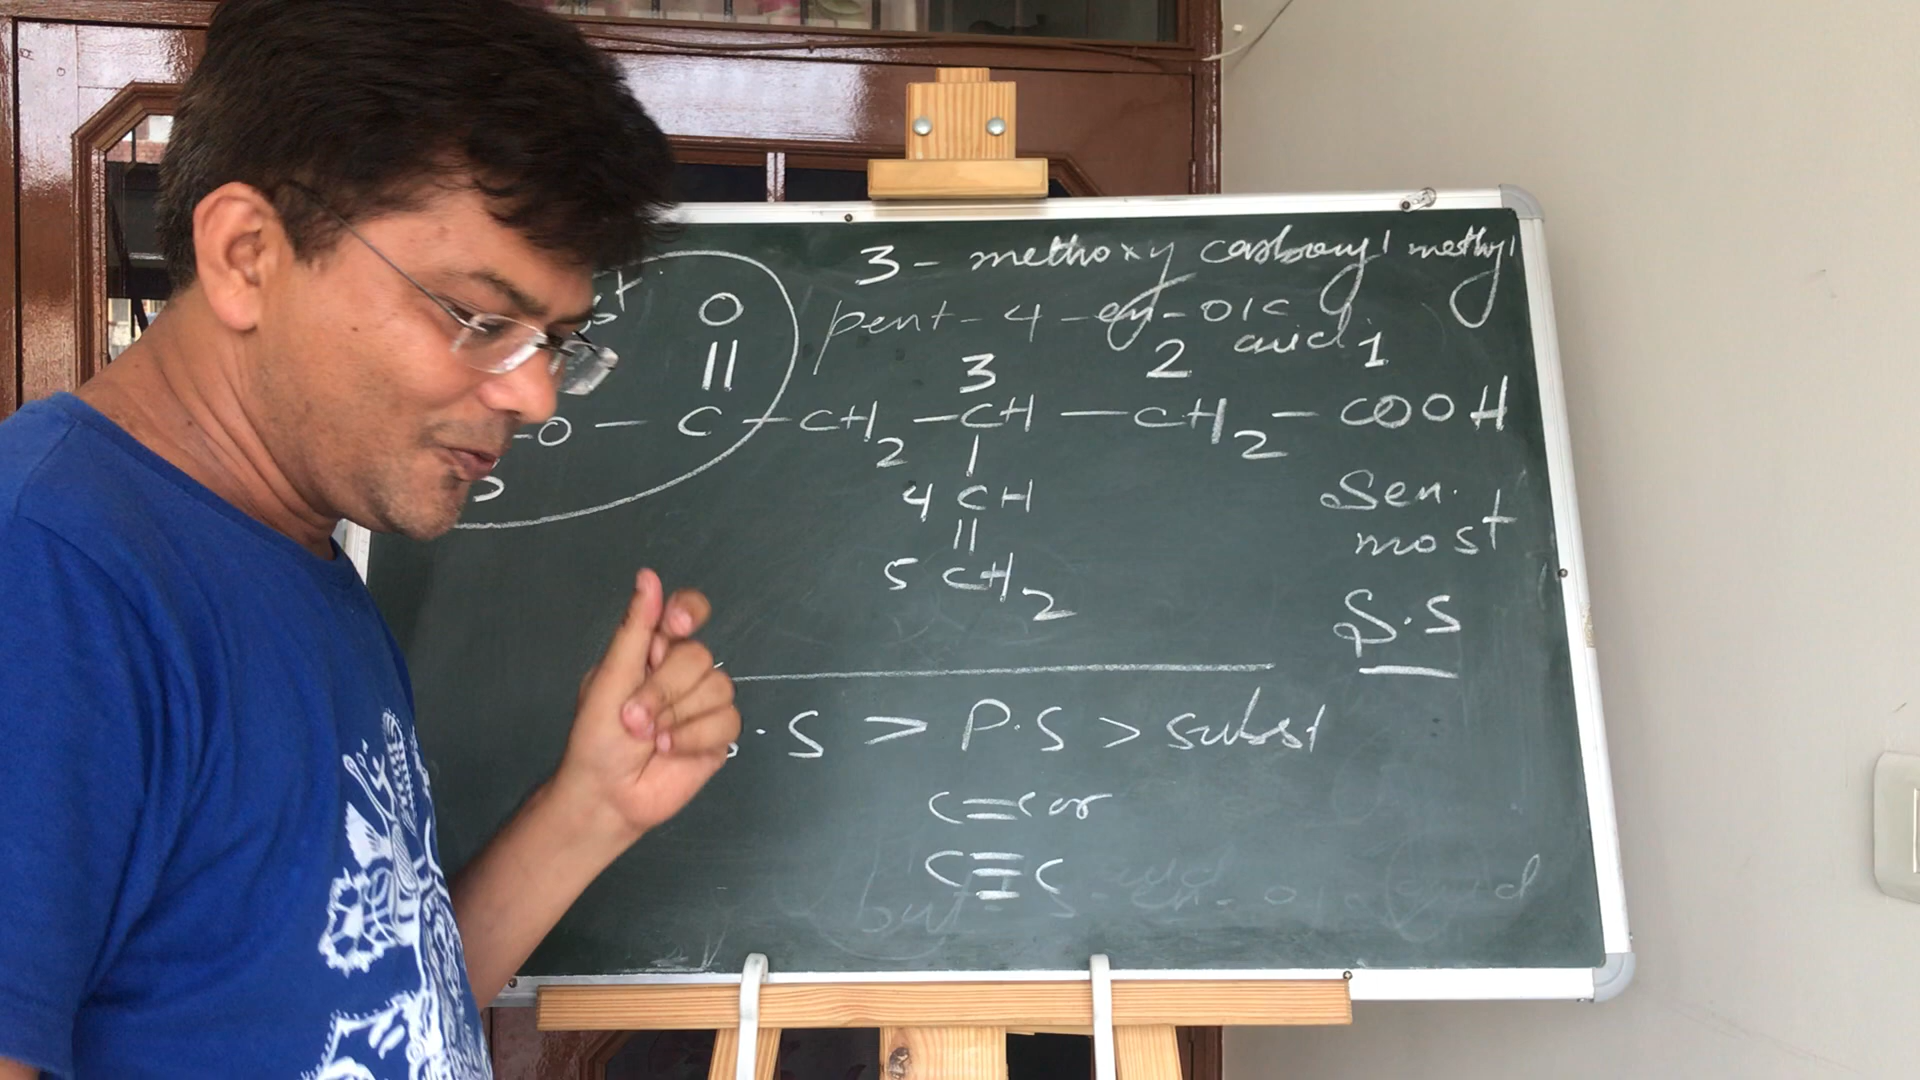 3- methoxy carbonyl methyl
pent-4-en-oic
acid
O
||
3 2 1
-O-C-CH2-CH-CH2-COOH
|
4 CH
||
5 CH2
Sen.
most
S.S
.S > P.S > subst
C=C or
C≡C